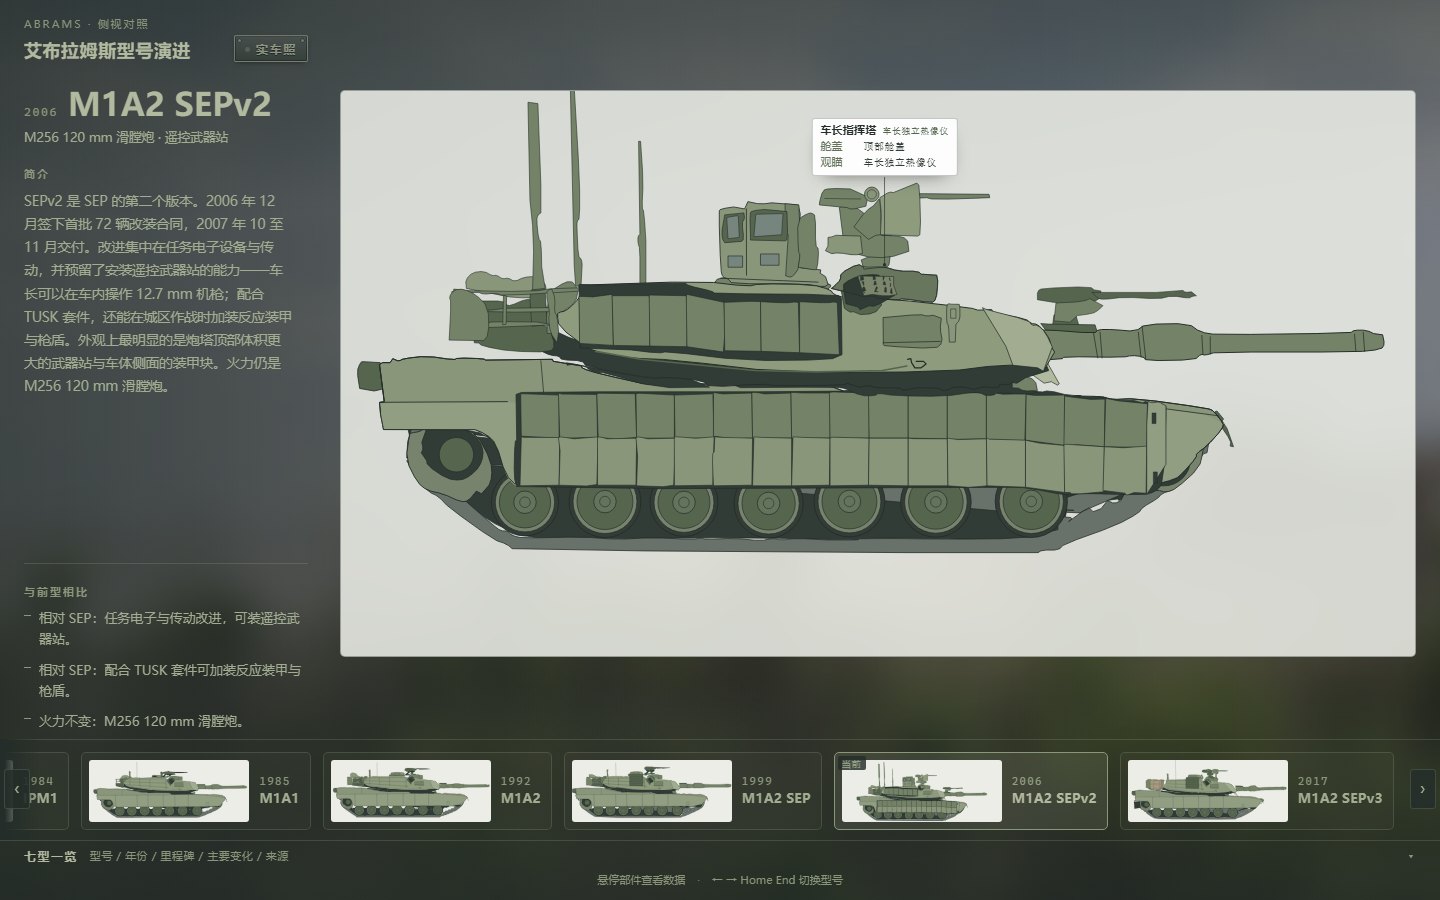 ABRAMS · 侧视对照
艾布拉姆斯型号演进
实车照
2006 M1A2 SEPv2
M256 120 mm 滑膛炮 · 遥控武器站
简介
SEPv2 是 SEP 的第二个版本。2006 年 12
月签下首批 72 辆改装合同，2007 年 10 至
11 月交付。改进集中在任务电子设备与传
动，并预留了安装遥控武器站的能力——车
长可以在车内操作 12.7 mm 机枪；配合
TUSK 套件，还能在城区作战时加装反应装甲
与枪盾。外观上最明显的是炮塔顶部体积更
大的武器站与车体侧面的装甲块。火力仍是
M256 120 mm 滑膛炮。
车长指挥塔 车长独立热像仪
舱盖 顶部舱盖
观瞄 车长独立热像仪
与前型相比
– 相对 SEP：任务电子与传动改进，可装遥控武
器站。
– 相对 SEP：配合 TUSK 套件可加装反应装甲与
枪盾。
– 火力不变：M256 120 mm 滑膛炮。
‹
984
IPM1
1985
M1A1
1992
M1A2
1999
M1A2 SEP
当前
2006
M1A2 SEPv2
2017
M1A2 SEPv3
›
七型一览 型号 / 年份 / 里程碑 / 主要变化 / 来源
悬停部件查看数据 · ←→ Home End 切换型号